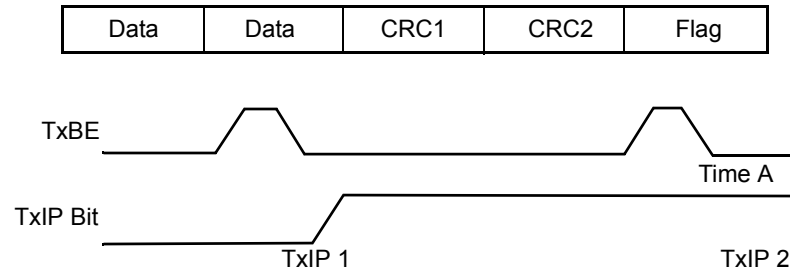 Data Data CRC1 CRC2 Flag
TxBE
Time A
TxIP Bit
TxIP 1 TxIP 2